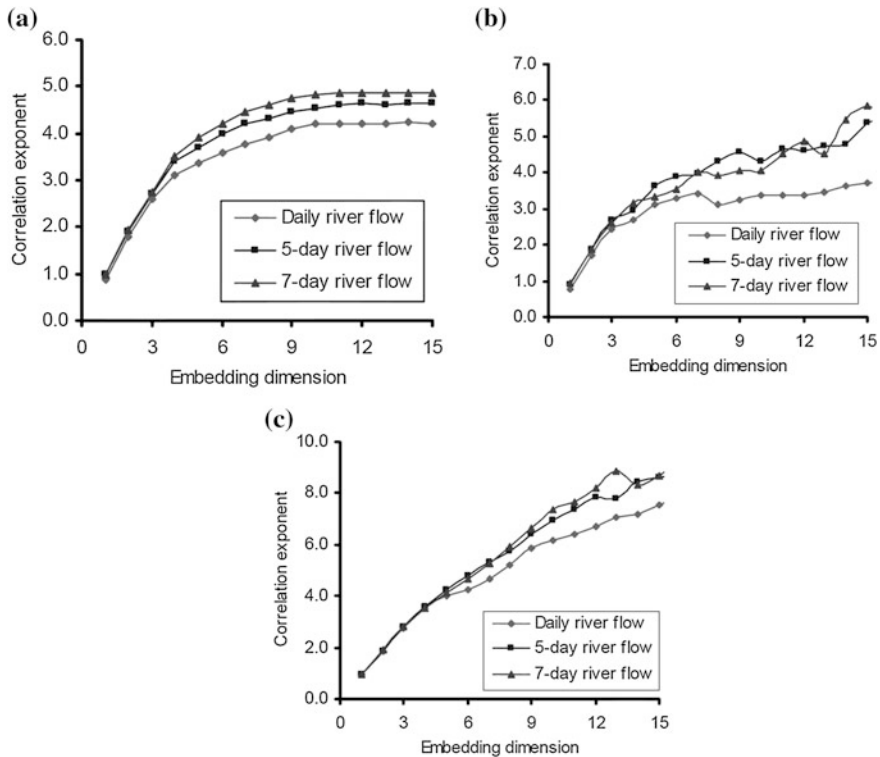 (a)
6.0
5.0
4.0
3.0
2.0
1.0
0.0
Correlation exponent
Daily river flow
5-day river flow
7-day river flow
0 3 6 9 12 15
Embedding dimension
(b)
7.0
6.0
5.0
4.0
3.0
2.0
1.0
0.0
Correlation exponent
Daily river flow
5-day river flow
7-day river flow
0 3 6 9 12 15
Embedding dimension
(c)
10.0
8.0
6.0
4.0
2.0
0.0
Correlation exponent
Daily river flow
5-day river flow
7-day river flow
0 3 6 9 12 15
Embedding dimension